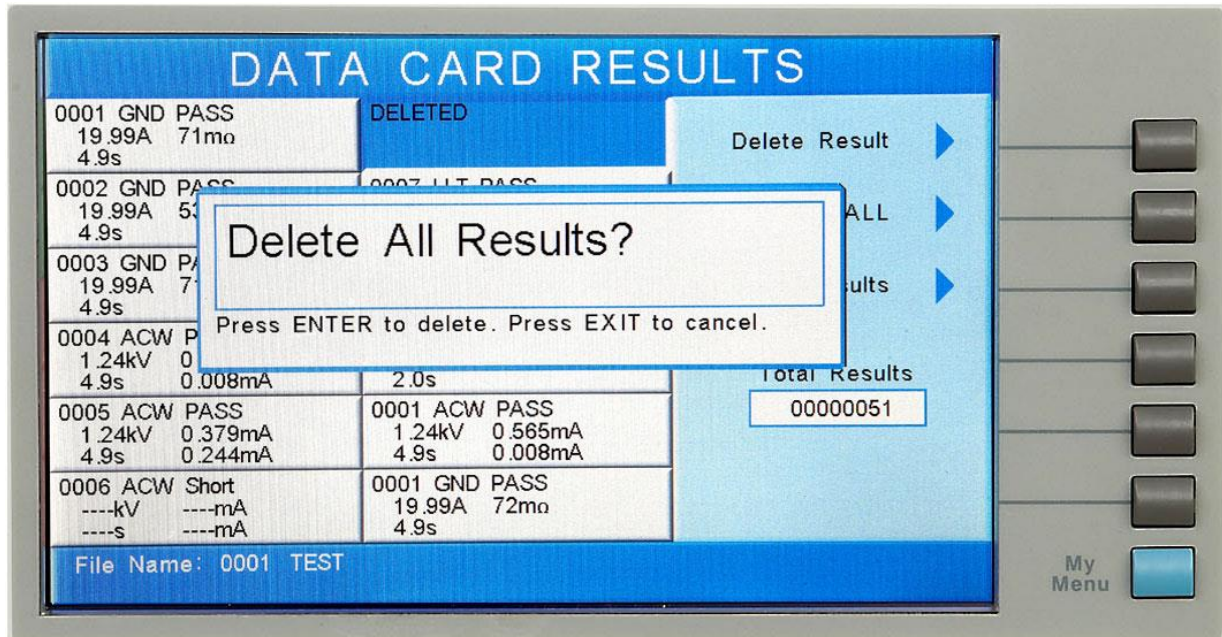 DATA CARD RESULTS
0001 GND PASS
19.99A 71mΩ
4.9s
0002 GND PASS
19.99A
4.9s
0003 GND
19.99A
4.9s
0004 ACW
1.24kV
4.9s 0.008mA
0005 ACW PASS
1.24kV 0.379mA
4.9s 0.244mA
0006 ACW Short
----kV ----mA
----s ----mA
DELETED
0007 LLT PASS
2.0s
0001 ACW PASS
1.24kV 0.565mA
4.9s 0.008mA
0001 GND PASS
19.99A 72mΩ
4.9s
Delete All Results?
Press ENTER to delete. Press EXIT to cancel.
Delete Result
ALL
Total Results
00000051
File Name: 0001 TEST
My
Menu